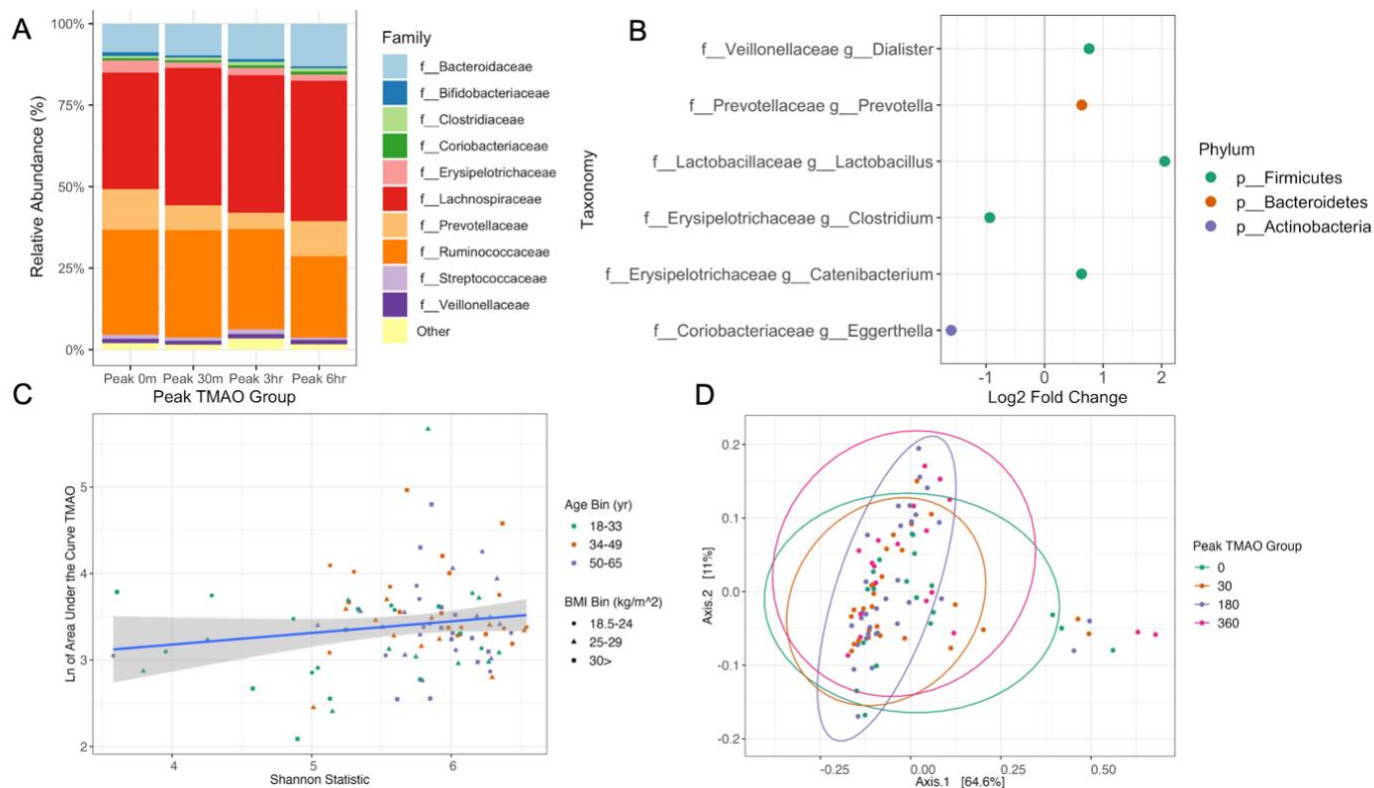 A
Relative Abundance (%)
100%
75%
50%
25%
0%
Peak 0m
Peak 30m
Peak 3hr
Peak 6hr
Peak TMAO Group
Family
f__Bacteroidaceae
f__Bifidobacteriaceae
f__Clostridiaceae
f__Coriobacteriaceae
f__Erysipelotrichaceae
f__Lachnospiraceae
f__Prevotellaceae
f__Ruminococcaceae
f__Streptococcaceae
f__Veillonellaceae
Other
B
Taxonomy
f__Veillonellaceae g__Dialister
f__Prevotellaceae g__Prevotella
f__Lactobacillaceae g__Lactobacillus
f__Erysipelotrichaceae g__Clostridium
f__Erysipelotrichaceae g__Catenibacterium
f__Coriobacteriaceae g__Eggerthella
-1
0
1
2
Log2 Fold Change
Phylum
p__Firmicutes
p__Bacteroidetes
p__Actinobacteria
C
Ln of Area Under the Curve TMAO
5
4
3
2
4
5
6
Shannon Statistic
Age Bin (yr)
18-33
34-49
50-65
BMI Bin (kg/m^2)
18.5-24
25-29
30>
D
Axis.2 [11%]
0.2
0.1
0.0
-0.1
-0.2
-0.25
0.00
0.25
0.50
Axis.1 [64.6%]
Peak TMAO Group
0
30
180
360